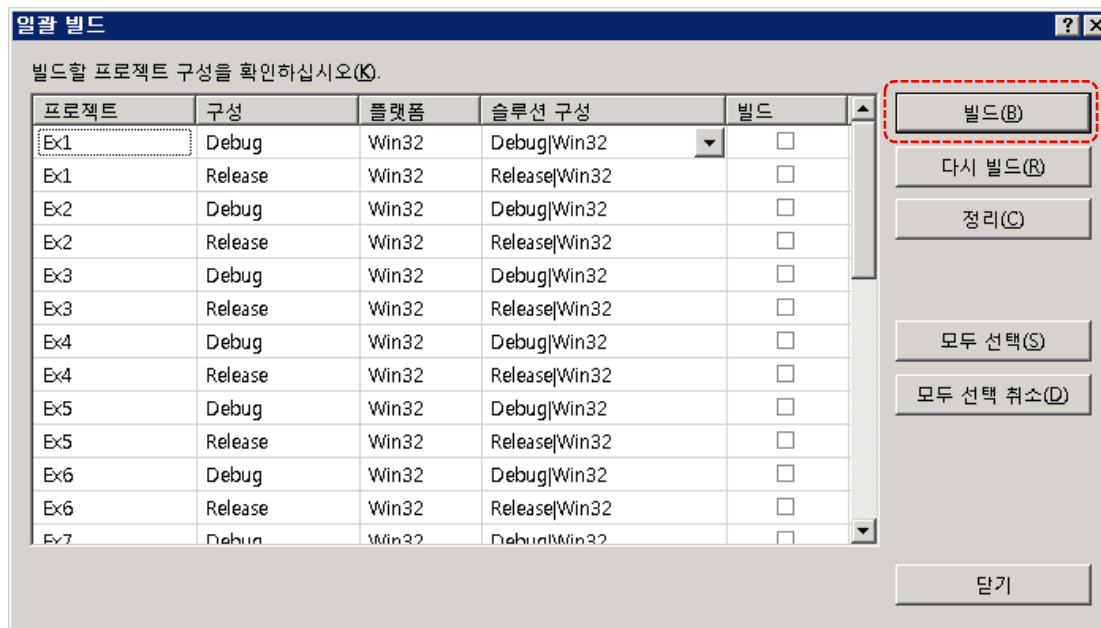 일괄 빌드
빌드할 프로젝트 구성을 확인하십시오(K).
프로젝트 구성 플랫폼 솔루션 구성 빌드
Ex1 Debug Win32 Debug|Win32
Ex1 Release Win32 Release|Win32
Ex2 Debug Win32 Debug|Win32
Ex2 Release Win32 Release|Win32
Ex3 Debug Win32 Debug|Win32
Ex3 Release Win32 Release|Win32
Ex4 Debug Win32 Debug|Win32
Ex4 Release Win32 Release|Win32
Ex5 Debug Win32 Debug|Win32
Ex5 Release Win32 Release|Win32
Ex6 Debug Win32 Debug|Win32
Ex6 Release Win32 Release|Win32
Ex7 Debug Win32 Debug|Win32
빌드(B)
다시 빌드(R)
정리(C)
모두 선택(S)
모두 선택 취소(D)
닫기